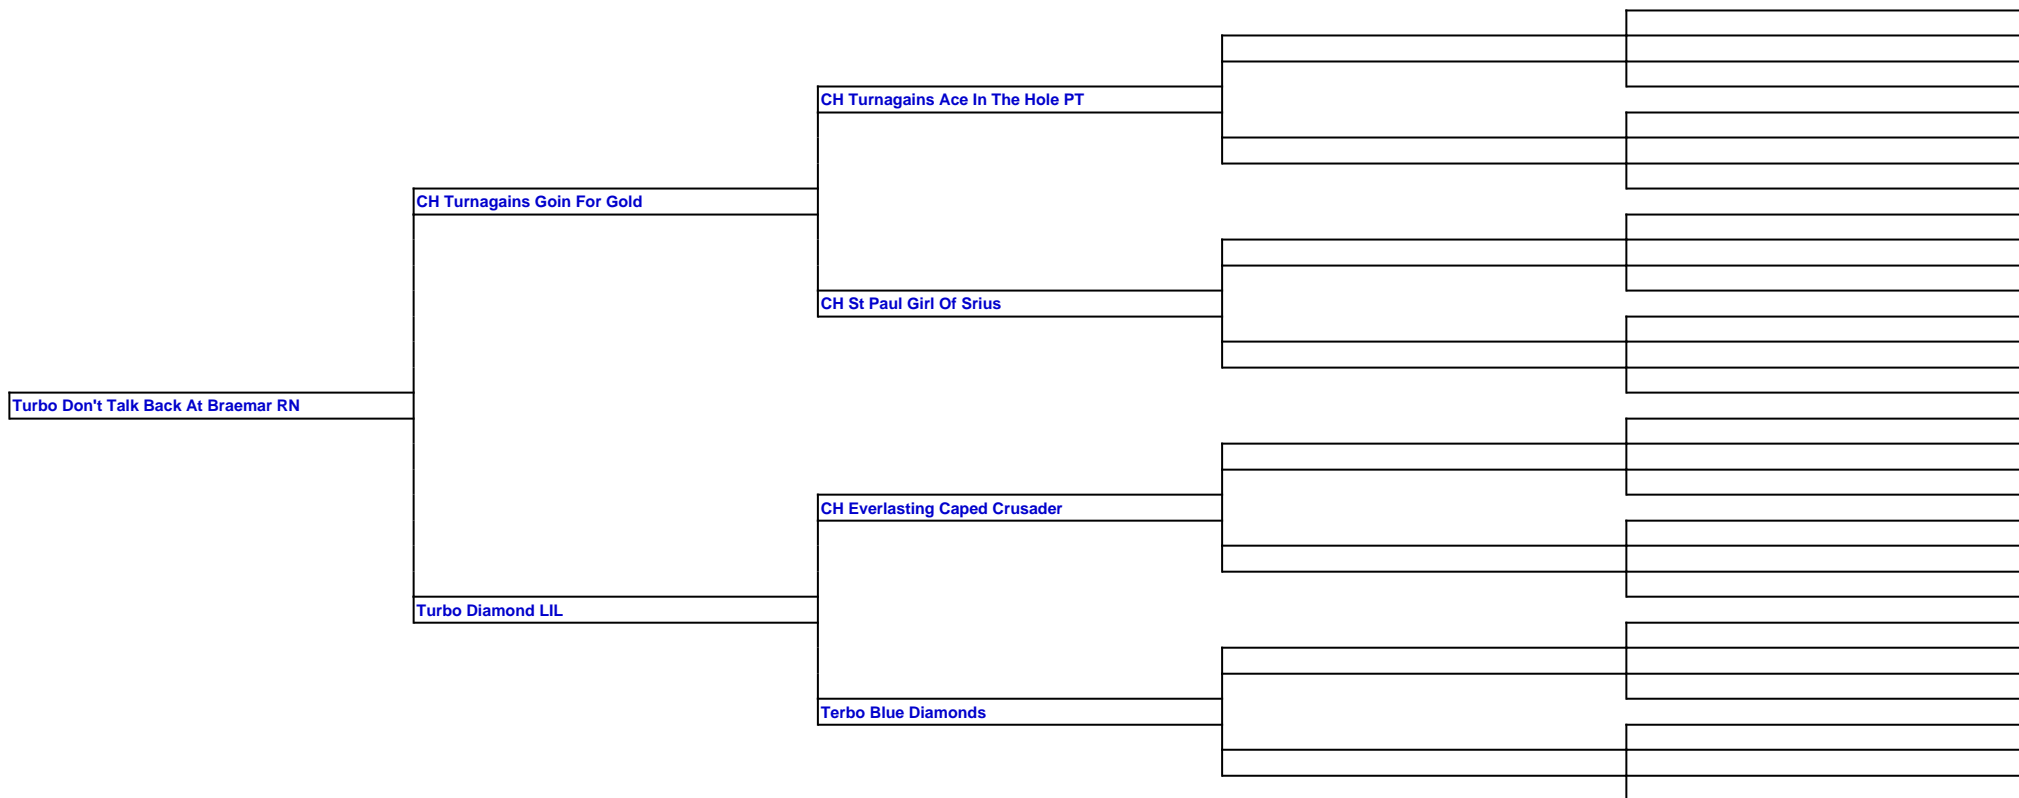 CH Turnagains Ace In The Hole PT
CH Turnagains Goin For Gold
CH St Paul Girl Of Srius
Turbo Don't Talk Back At Braemar RN
CH Everlasting Caped Crusader
Turbo Diamond LIL
Terbo Blue Diamonds